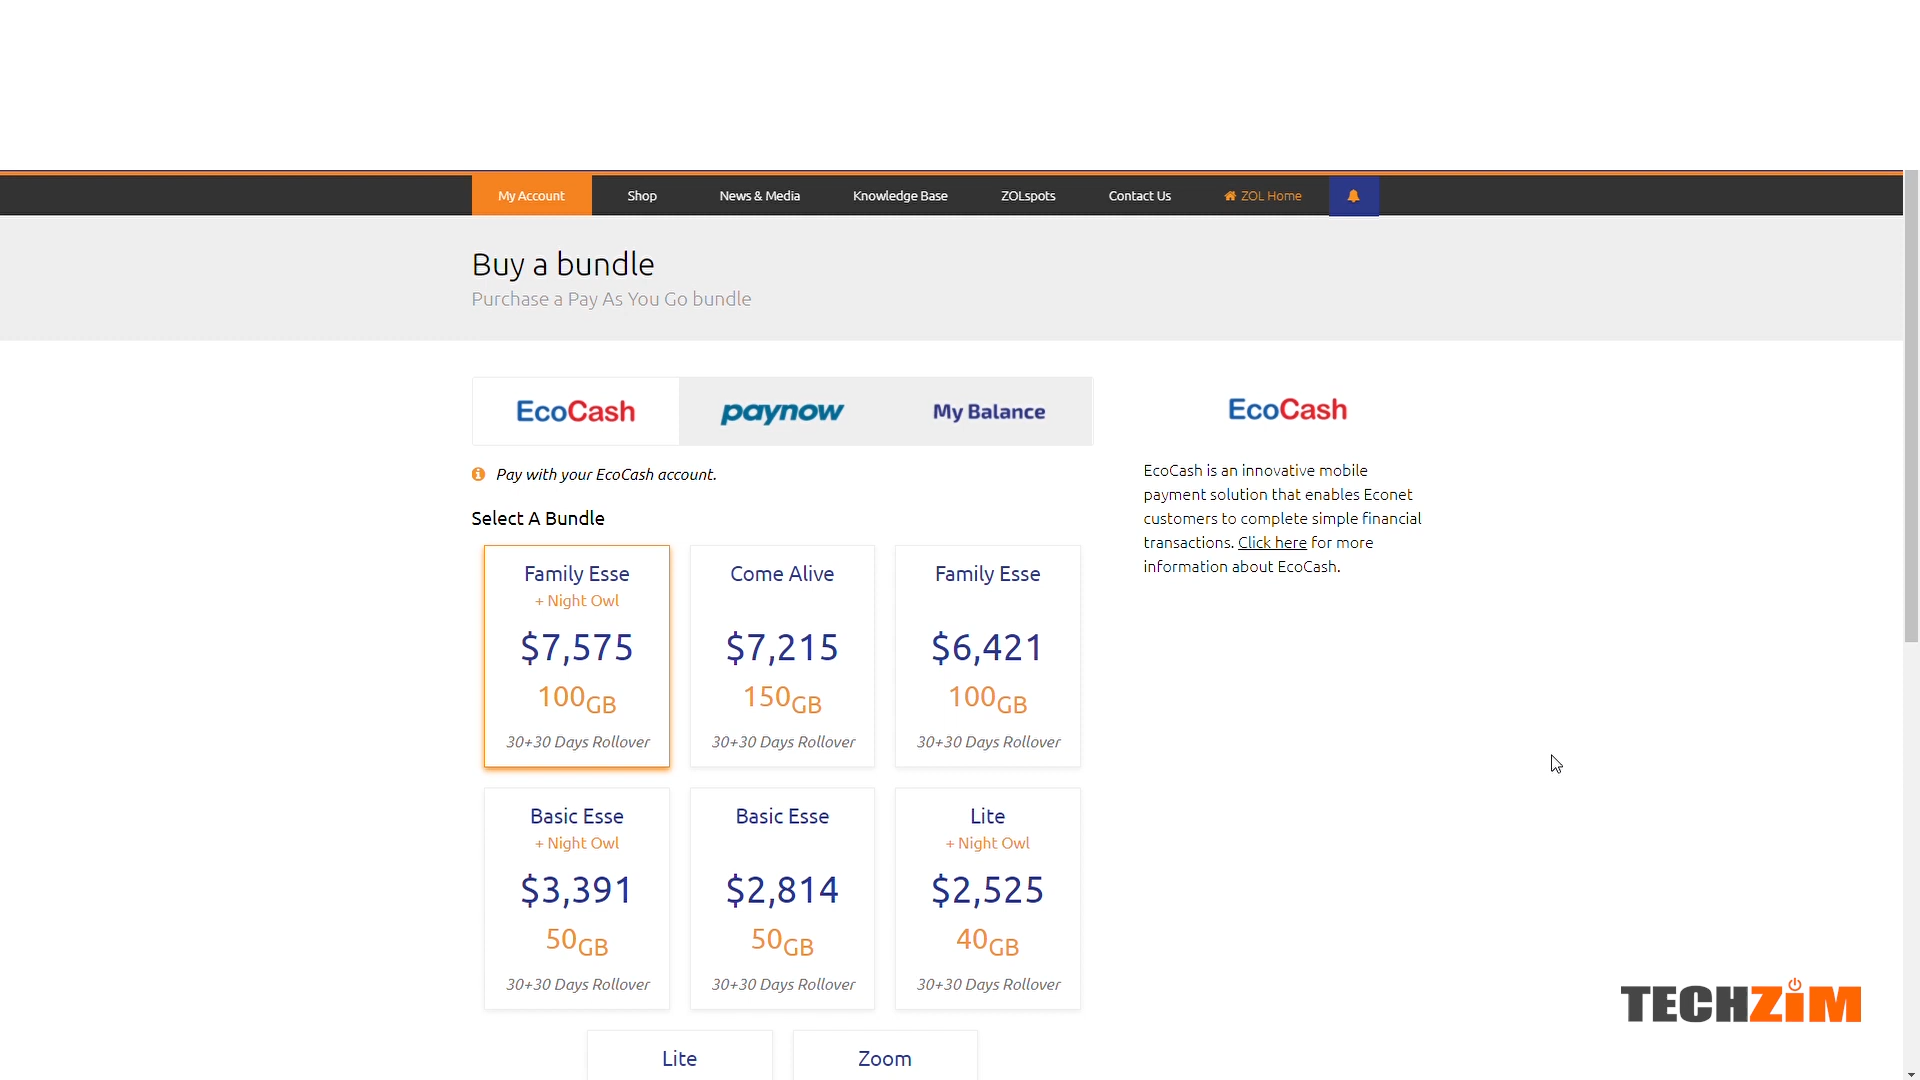 My Account
Shop
News & Media
Knowledge Base
ZOLspots
Contact Us
ZOL Home
Buy a bundle
Purchase a Pay As You Go bundle
EcoCash
paynow
My Balance
Pay with your EcoCash account.
Select A Bundle
Family Esse
+ Night Owl
$7,575
100GB
30+30 Days Rollover
Come Alive
$7,215
150GB
30+30 Days Rollover
Family Esse
$6,421
100GB
30+30 Days Rollover
Basic Esse
+ Night Owl
$3,391
50GB
30+30 Days Rollover
Basic Esse
$2,814
50GB
30+30 Days Rollover
Lite
+ Night Owl
$2,525
40GB
30+30 Days Rollover
Lite
Zoom
EcoCash
EcoCash is an innovative mobile
payment solution that enables Econet
customers to complete simple financial
transactions. Click here for more
information about EcoCash.
TECHZiM